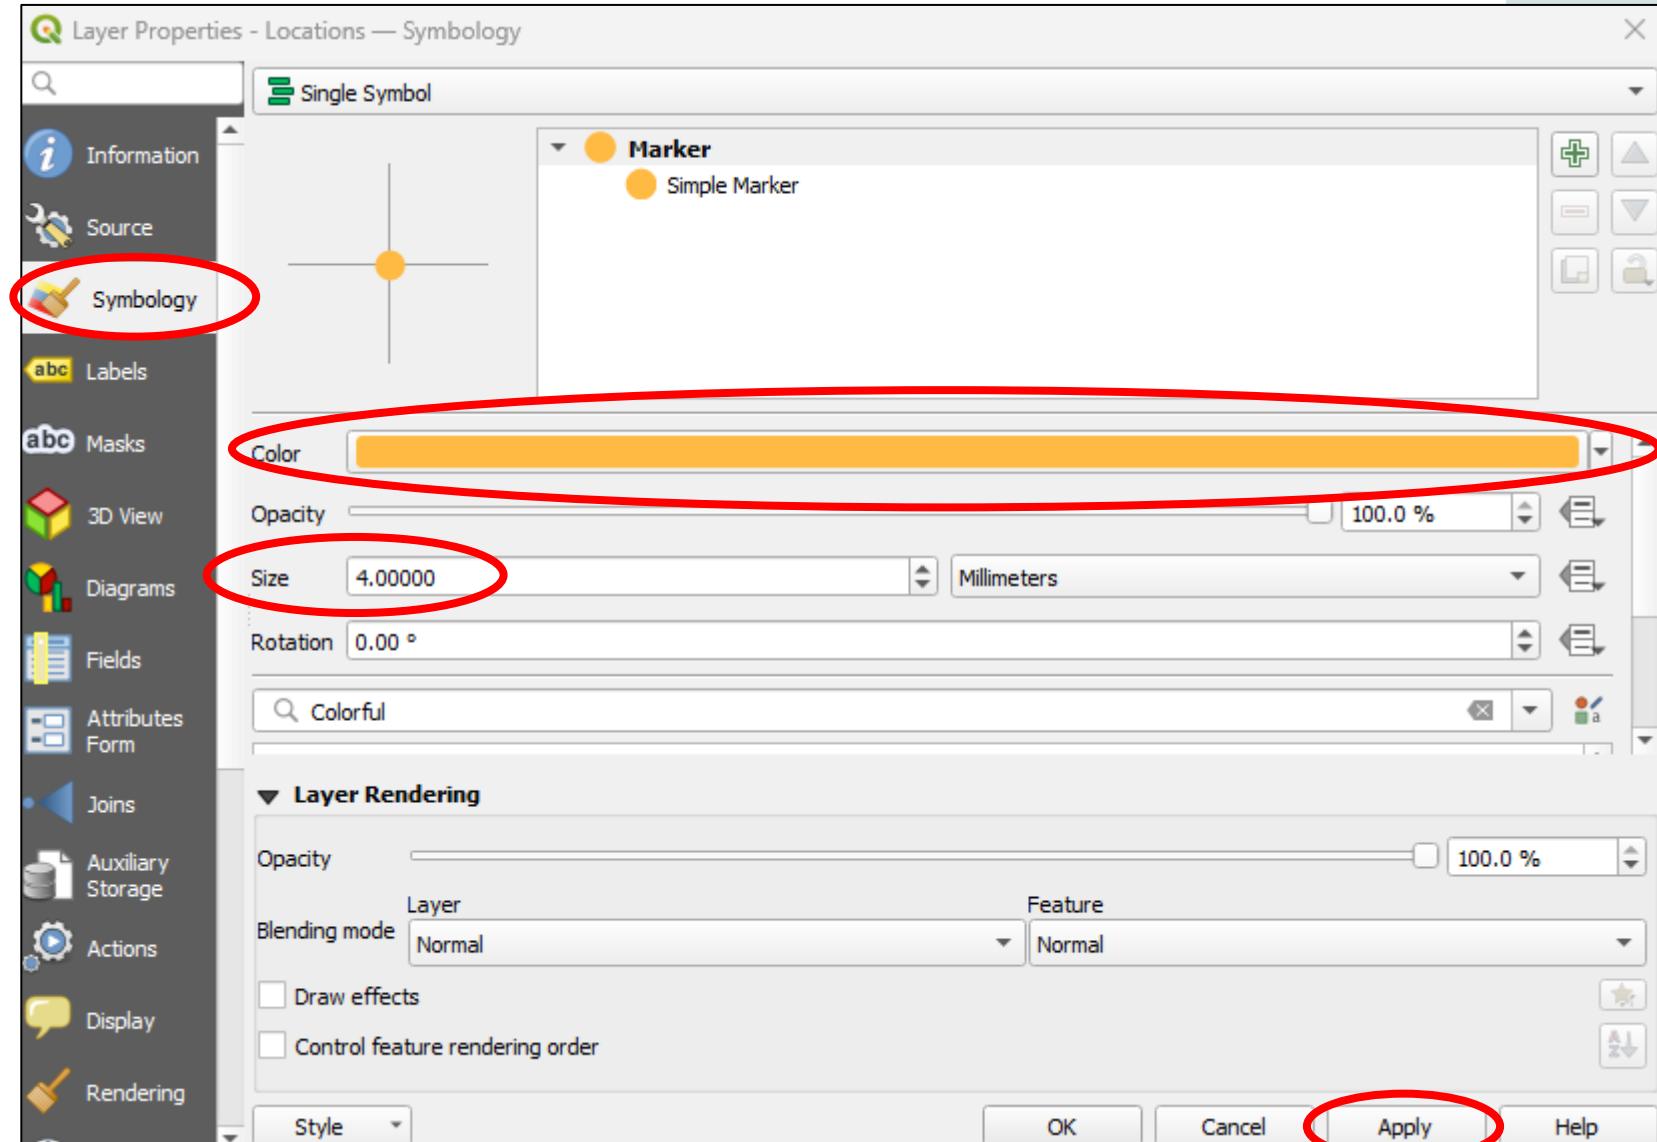 Layer Properties - Locations — Symbology
Single Symbol
Information
Source
Symbology
Labels
Masks
3D View
Diagrams
Fields
Attributes
Form
Joins
Auxiliary
Storage
Actions
Display
Rendering
abc
abc
Marker
Simple Marker
Color
Opacity
100.0 %
Size
4.00000
Millimeters
Rotation
0.00 °
Colorful
a
Layer Rendering
Opacity
100.0 %
Layer
Feature
Blending mode
Normal
Normal
Draw effects
Control feature rendering order
A
Z
Style
OK
Cancel
Apply
Help